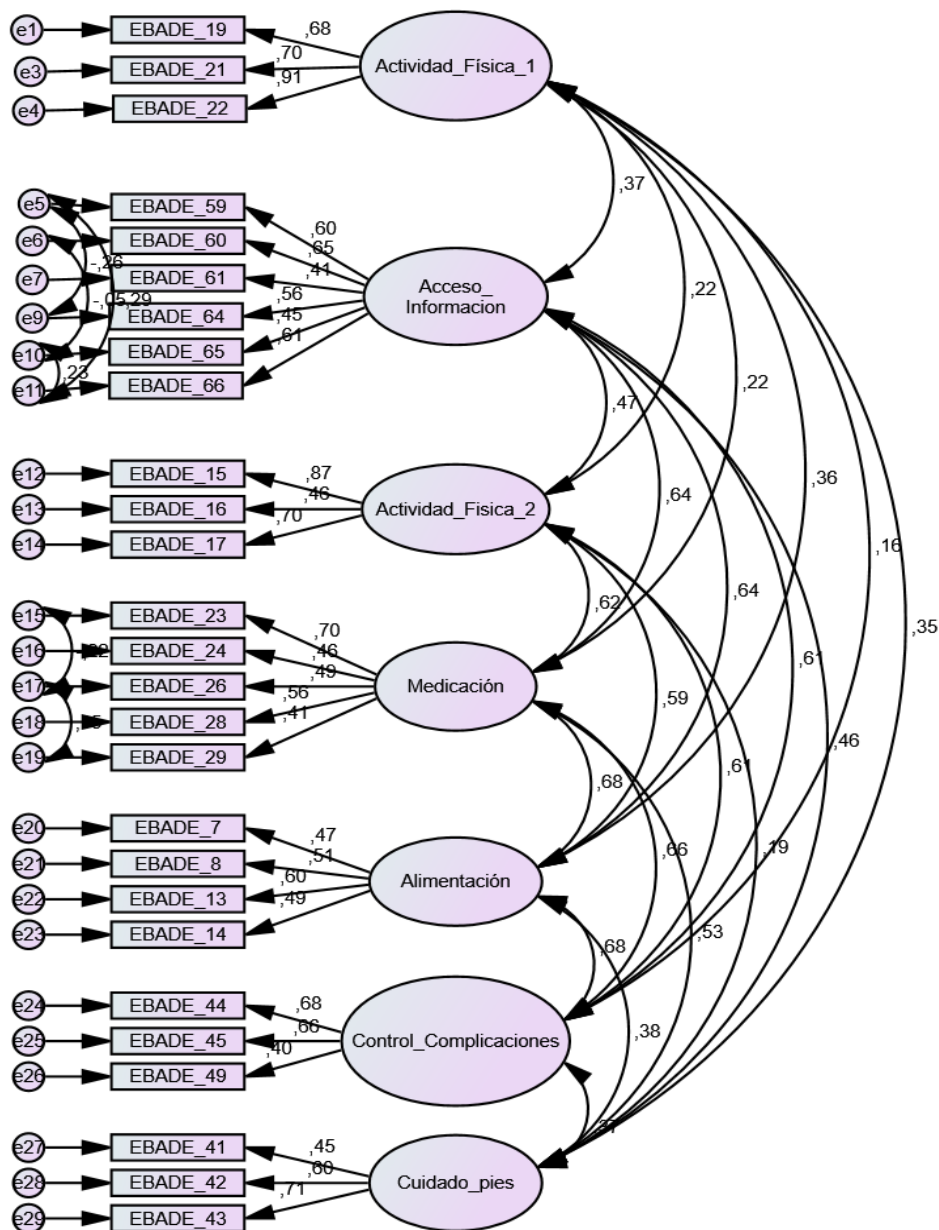 e1 EBADE_19 ,68
e3 EBADE_21 ,70
e4 EBADE_22 ,91
Actividad_Física_1
,37
e5 EBADE_59 ,60
e6 EBADE_60 ,65
-,26
e7 EBADE_61 ,41
-,05 ,29
e9 EBADE_64 ,56
e10 EBADE_65 ,45
,23
e11 EBADE_66 ,61
Acceso_
Informacion
,22
,47
,22
e12 EBADE_15 ,87
e13 EBADE_16 ,46
e14 EBADE_17 ,70
Actividad_Fisica_2
,36
,64
,16
,64
,62
,35
,61
e15 EBADE_23 ,70
e16 EBADE_24 ,46
e17 EBADE_26 ,49
e18 EBADE_28 ,56
e19 EBADE_29 ,41
Medicación
,59
,46
,68
,61
e20 EBADE_7 ,47
e21 EBADE_8 ,51
e22 EBADE_13 ,60
e23 EBADE_14 ,49
Alimentación
,66
,19
,68
,53
e24 EBADE_44 ,68
e25 EBADE_45 ,66
e26 EBADE_49 ,40
Control_Complicaciones
,38
e27 EBADE_41 ,45
e28 EBADE_42 ,60
e29 EBADE_43 ,71
Cuidado_pies